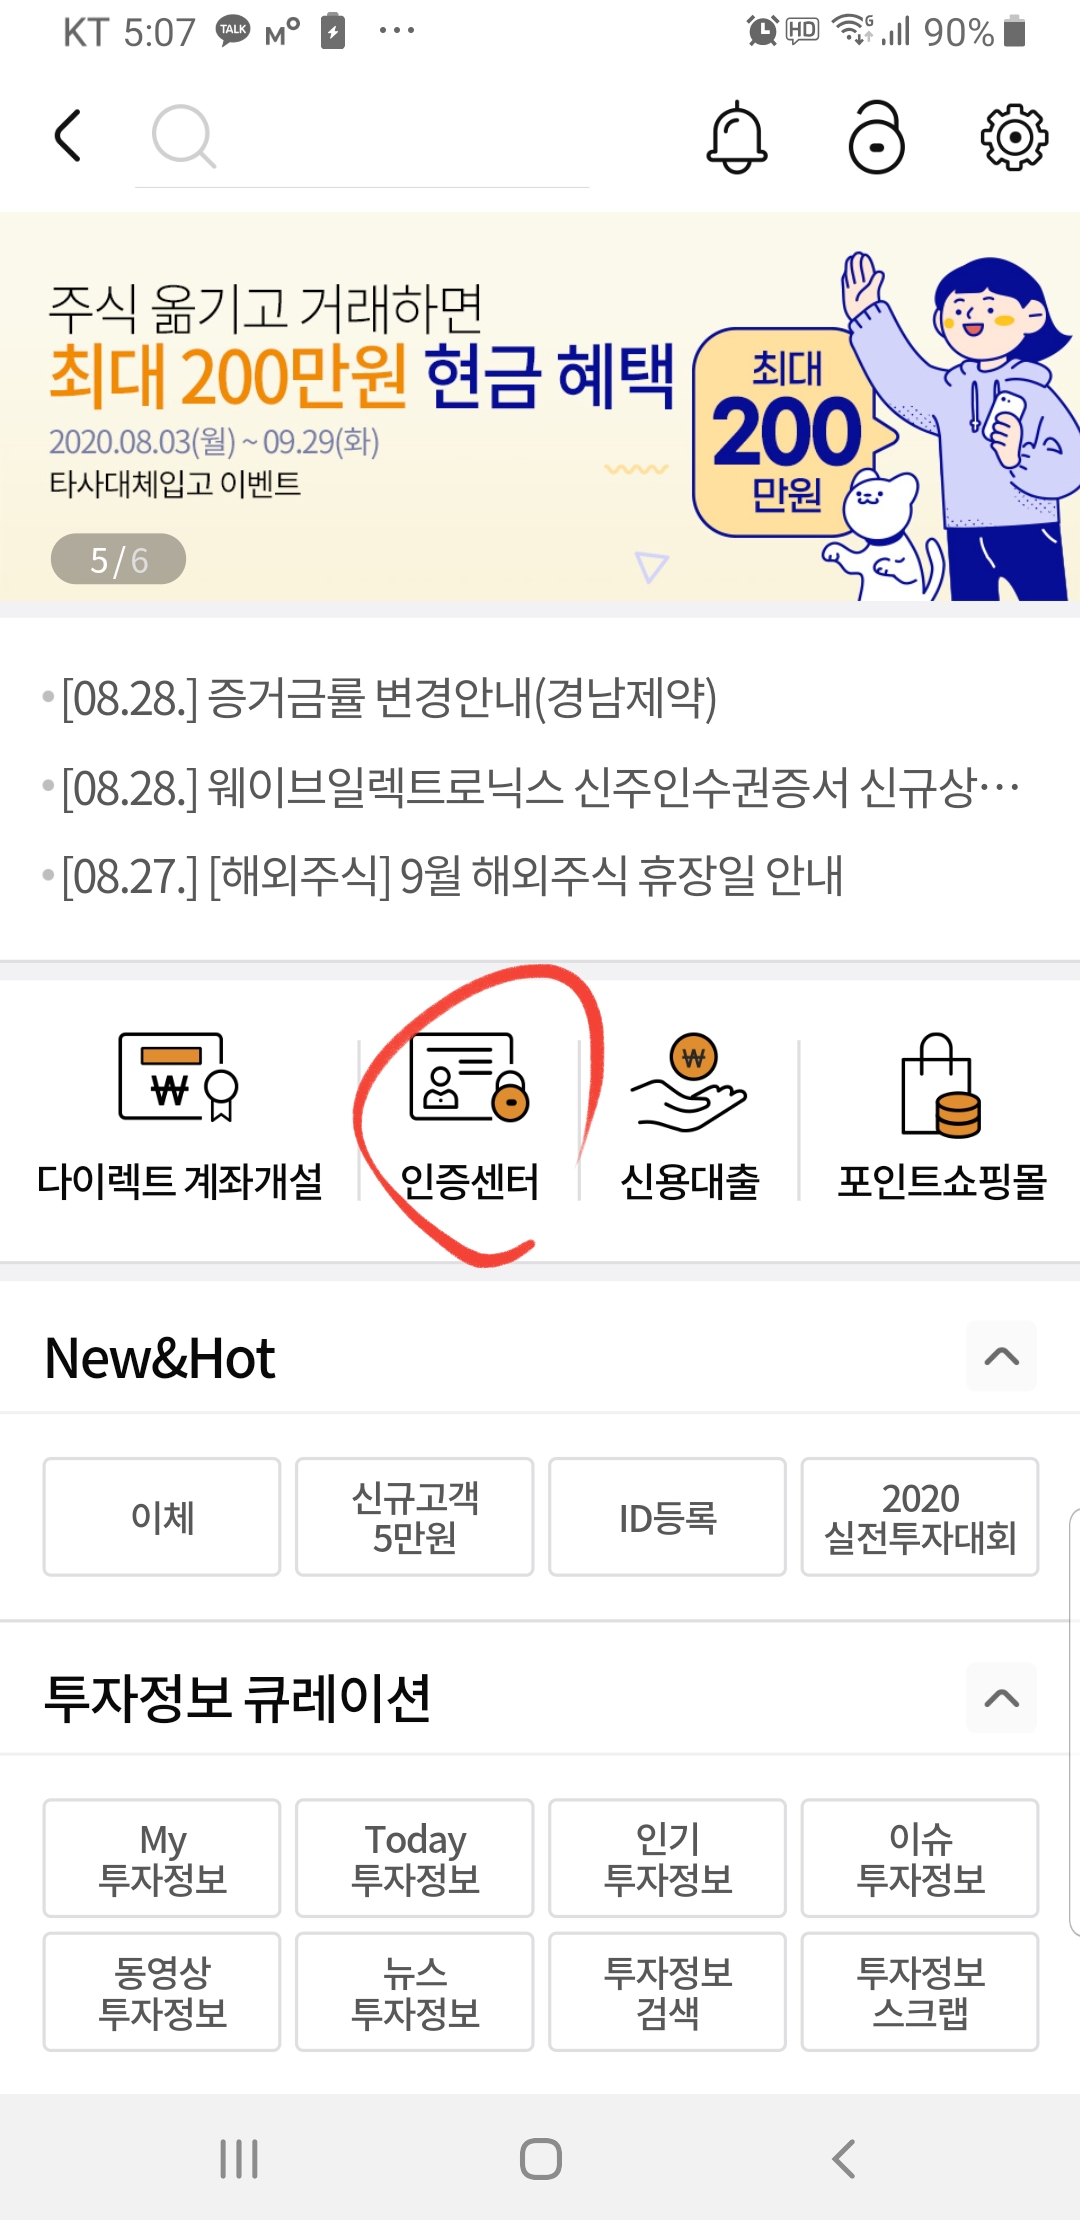 KT 5:07 TALK M HD G 90%
주식 옮기고 거래하면
최대 200만원 현금 혜택
2020.08.03(월) ~ 09.29(화)
타사대체입고 이벤트
5 / 6
최대
200
만원
[08.28.] 증거금률 변경안내(경남제약)
[08.28.] 웨이브일렉트로닉스 신주인수권증서 신규상…
[08.27.] [해외주식] 9월 해외주식 휴장일 안내
다이렉트 계좌개설
인증센터
신용대출
포인트쇼핑몰
New&Hot
이체
신규고객
5만원
ID등록
2020
실전투자대회
투자정보 큐레이션
My
투자정보
Today
투자정보
인기
투자정보
이슈
투자정보
동영상
투자정보
뉴스
투자정보
투자정보
검색
투자정보
스크랩